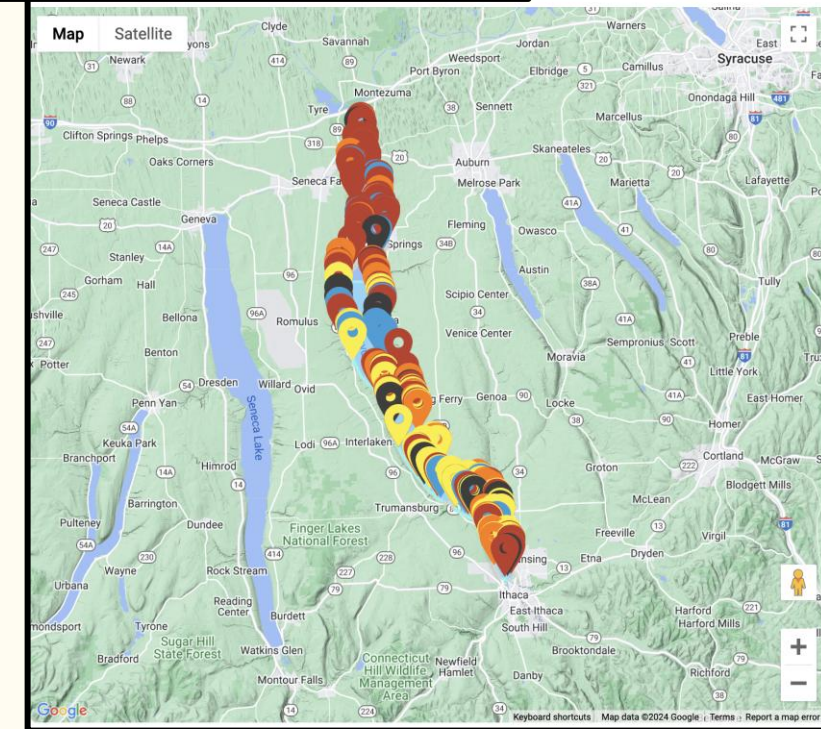 Map
Satellite
Clyde
Savannah
Jordan
Warners
East
Syracuse
Newark
yons
Weedsport
Port Byron
Elbridge
Camillus
Montezuma
Tyre
Sennett
Onondaga Hill
Marcellus
Clifton Springs
Phelps
Oaks Corners
Seneca Fa
Auburn
Skaneateles
Melrose Park
Marietta
Lafayette
Seneca Castle
Geneva
Springs
Fleming
Owasco
Stanley
Gorham
Hall
Austin
Tully
Scipio Center
Bellona
Romulus
Venice Center
Sempronius
Scott
Preble
Potter
Benton
Moravia
Little York
Dresden
Willard
Ovid
Penn Yan
g Ferry
Genoa
Locke
East Homer
Homer
Keuka Park
Branchport
Seneca Lake
Lodi
Interlaken
Cortland
McGraw
Himrod
Groton
Blodgett Mills
Barrington
Trumansburg
McLean
Pulteney
Dundee
Finger Lakes
National Forest
Freeville
Virgil
Wayne
Rock Stream
nsing
Etna
Dryden
Urbana
Ithaca
Reading
Center
Burdett
East Ithaca
Harford
Harford Mills
mondsport
Tyrone
South Hill
Sugar Hill
State Forest
Watkins Glen
Brooktondale
Bradford
Connecticut
Hill Wildlife
Management
Area
Newfield
Hamlet
Montour Falls
Danby
Richford
Google
Keyboard shortcuts
Map data ©2024 Google
Terms
Report a map error